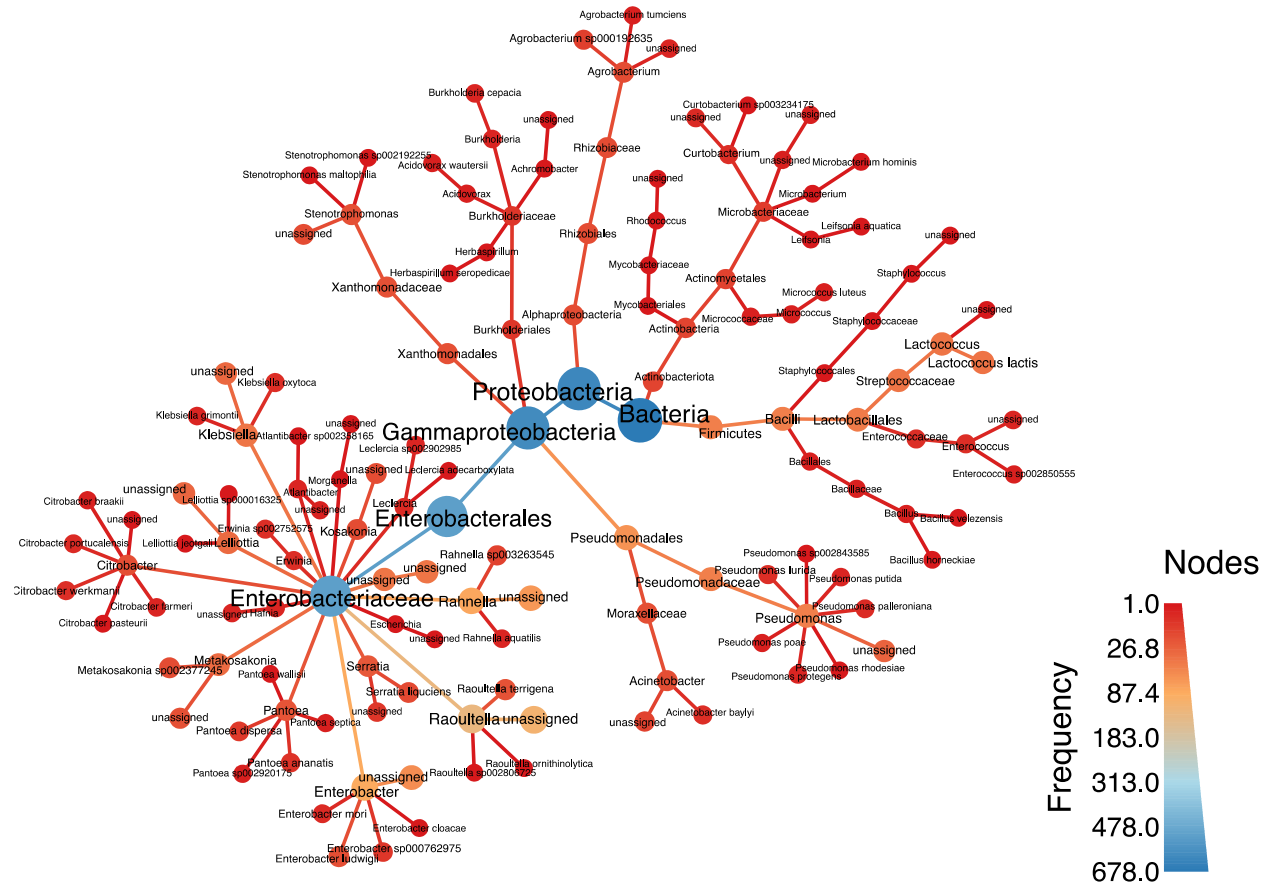 Agrobacterium tumciens
Agrobacterium sp000192635
unassigned
Agrobacterium
Burkholderia cepacia
unassigned
Curtobacterium sp003234175
unassigned
unassigned
Burkholderia
Rhizobiaceae
Curtobacterium
unassigned
Microbacterium hominis
Stenotrophomonas sp002192255
Acidovorax wautersii
Achromobacter
Stenotrophomonas maltophilia
unassigned
Acidovorax
Microbacterium
Stenotrophomonas
Burkholderiaceae
Rhodococcus
Microbacteriaceae
Leifsonia aquatica
unassigned
Rhizobiales
Leifsonia
unassigned
Herbaspirillum
Herbaspirillum seropedicae
Mycobacteriaceae
Actinomycetales
Staphylococcus
Xanthomonadaceae
Micrococcus luteus
Mycobacteriales
Alphaproteobacteria
Micrococcaceae
Micrococcus
Staphylococcaceae
unassigned
Burkholderiales
Actinobacteria
Lactococcus
Xanthomonadales
Lactococcus lactis
unassigned
Klebsiella oxytoca
Actinobacteriota
Staphylococcales
Streptococcaceae
Proteobacteria
Klebsiella grimontii
Bacteria
Bacilli
Lactobacillales
unassigned
Klebsiella
Atlantibacter sp002358165
unassigned
Gammaproteobacteria
Firmicutes
Enterococcaceae
Enterococcus
Leclercia sp002902985
Bacillales
Enterococcus sp002850555
unassigned
Leclercia adecarboxylata
Morganella
unassigned
Atlantibacter
Bacillaceae
Citrobacter braakii
Lelliottia sp000016325
unassigned
Leclercia
unassigned
Enterobacterales
Bacillus
Bacillus velezensis
Erwinia sp002752575
Kosakonia
Citrobacter portucalensis
Lelliottia jeotgali
Lelliottia
Pseudomonadales
Rahnella sp003263545
Pseudomonas sp002843585
Bacillus horneckiae
Citrobacter
Erwinia
unassigned
unassigned
Pseudomonas lurida
Pseudomonas putida
Pseudomonadaceae
Citrobacter werkmanii
Enterobacteriaceae
Rahnella
unassigned
Pseudomonas palleroniana
Citrobacter farmeri
unassigned
Hafnia
Moraxellaceae
Pseudomonas
Citrobacter pasteurii
Escherichia
unassigned
Rahnella aquatilis
Pseudomonas poae
unassigned
Metakosakonia
Metakosakonia sp002377245
Serratia
Pseudomonas rhodesiae
Pantoea wallisii
Pseudomonas protegens
Acinetobacter
Serratia liquciens
Raoultella terrigena
unassigned
Pantoea
unassigned
Acinetobacter baylyi
Pantoea septica
Raoultella
unassigned
unassigned
Pantoea dispersa
Pantoea ananatis
Raoultella ornithinolytica
Pantoea sp002920175
Raoultella sp002806725
unassigned
Enterobacter
Enterobacter mori
Enterobacter cloacae
Enterobacter sp000762975
Enterobacter ludwigii
Nodes
Frequency
1.0
26.8
87.4
183.0
313.0
478.0
678.0